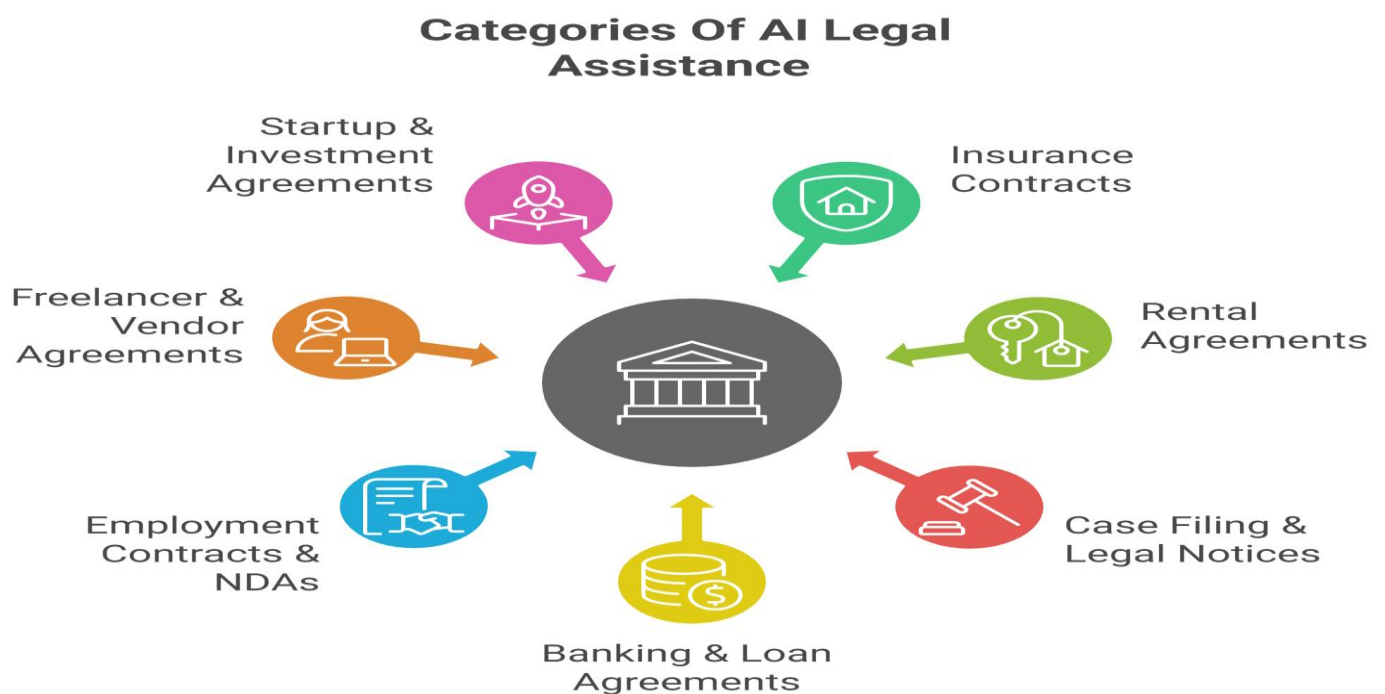 Categories Of AI Legal
Assistance
Startup &
Investment
Agreements
Insurance
Contracts
Freelancer &
Vendor
Agreements
Rental
Agreements
Employment
Contracts &
NDAs
Case Filing &
Legal Notices
Banking & Loan
Agreements
$